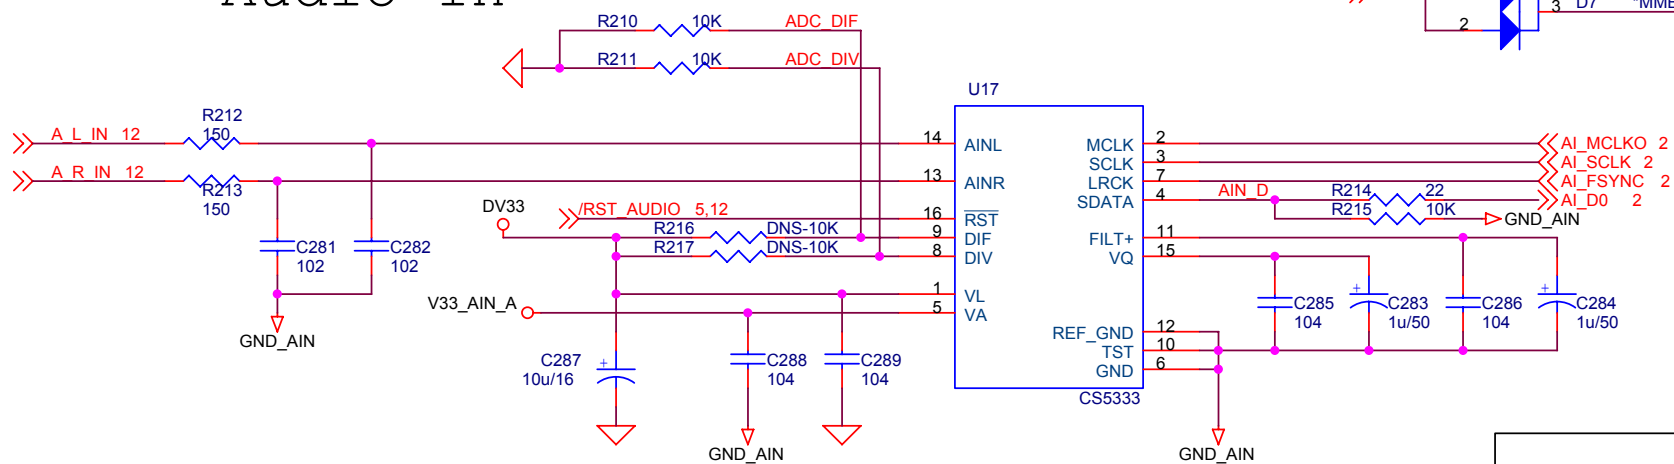 Audio in
R210 10K ADC_DIF
R211 10K ADC_DIV
3 D7 "MMB
2
U17
R212
150
A_L_IN 12
A_R_IN 12
R213
150
14 AINL
13 AINR
16 RST
9 DIF
8 DIV
1 VL
5 VA
MCLK 2
SCLK 3
LRCK 7
SDATA 4
FILT+ 11
VQ 15
REF_GND 12
TST 10
GND 6
CS5333
AI_MCLKO 2
AI_SCLK 2
AI_FSYNC 2
AI_D0 2
AIN_D R214 22
R215 10K GND_AIN
DV33
/RST_AUDIO 5,12
R216 DNS-10K
R217 DNS-10K
C281
102
C282
102
GND_AIN
V33_AIN_A
C287
10u/16
C288
104
C289
104
GND_AIN
C285
104
C283
1u/50
C286
104
C284
1u/50
GND_AIN